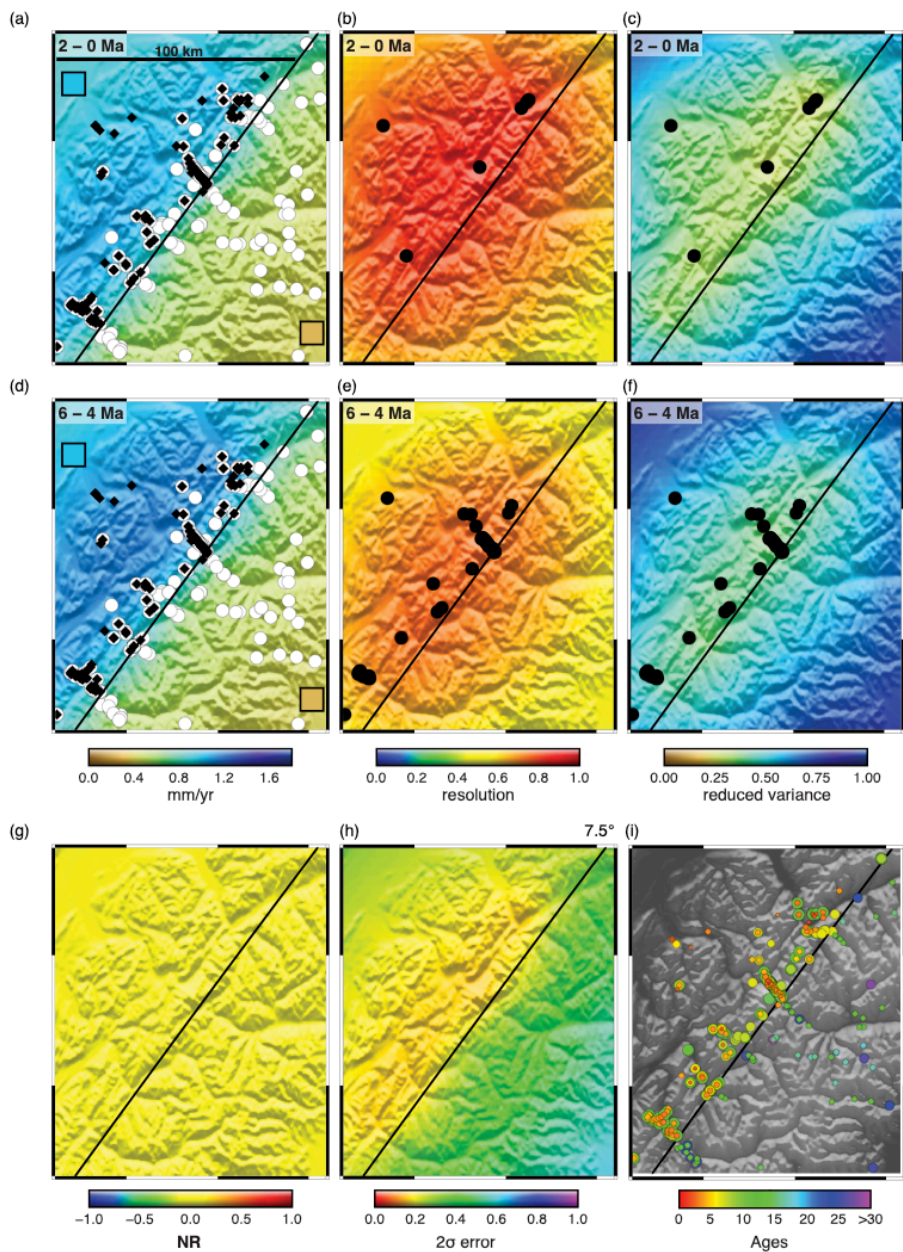 (a)
(b)
(c)
2 – 0 Ma
100 km
2 – 0 Ma
2 – 0 Ma
(d)
(e)
(f)
6 – 4 Ma
6 – 4 Ma
6 – 4 Ma
0.0 0.4 0.8 1.2 1.6
mm/yr
0.0 0.2 0.4 0.6 0.8 1.0
resolution
0.00 0.25 0.50 0.75 1.00
reduced variance
(g)
(h)
7.5°
(i)
−1.0 −0.5 0.0 0.5 1.0
NR
0.0 0.2 0.4 0.6 0.8 1.0
2σ error
0 5 10 15 20 25 >30
Ages